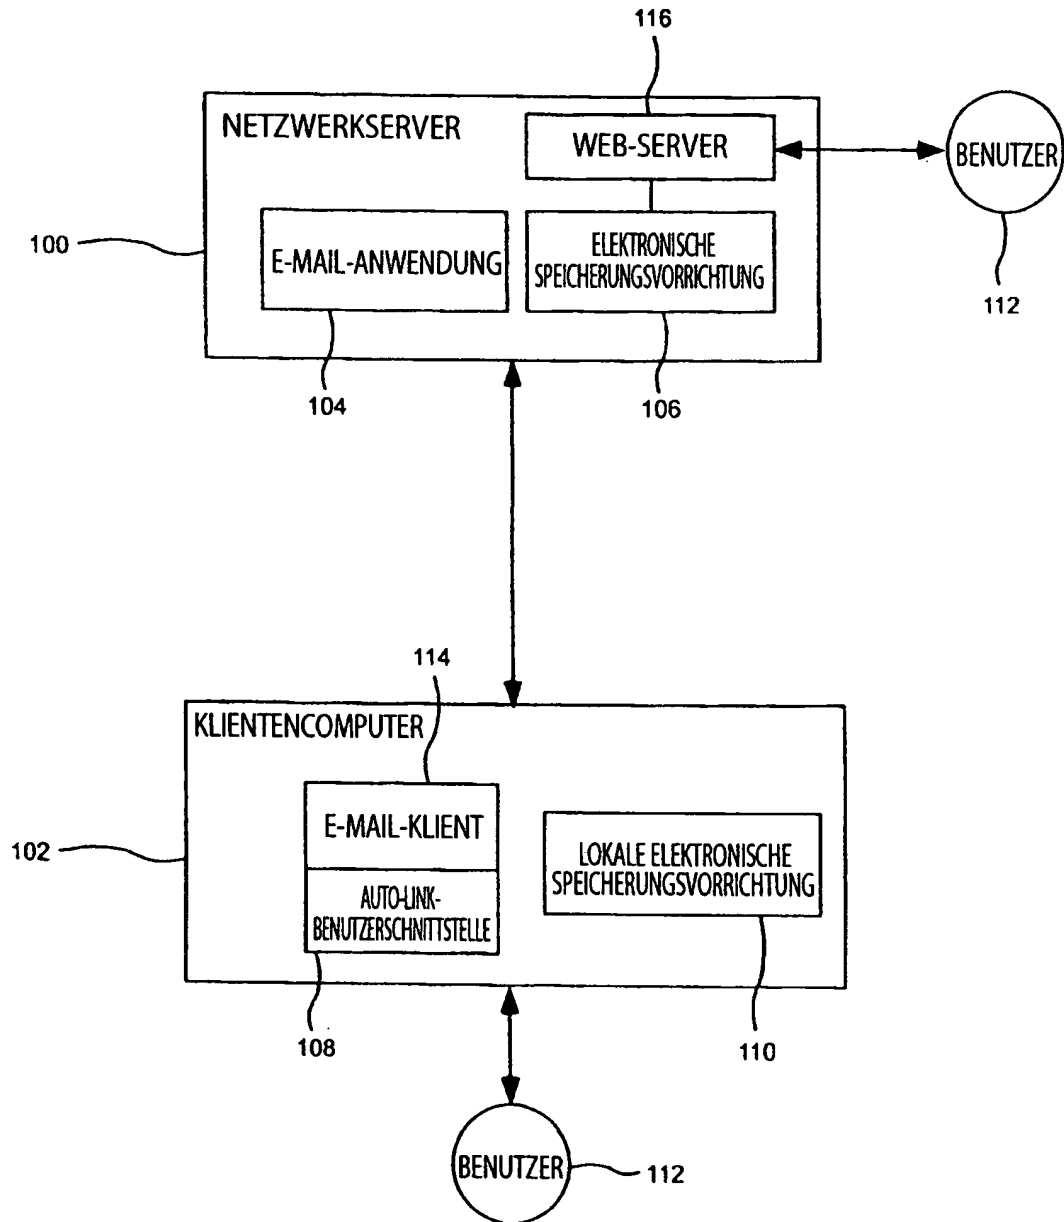 116
NETZWERKSERVER
WEB-SERVER
BENUTZER
100
E-MAIL-ANWENDUNG
ELEKTRONISCHE
SPEICHERUNGSVORRICHTUNG
112
104
106
114
KLIENTENCOMPUTER
102
E-MAIL-KLIENT
AUTO-LINK-
BENUTZERSCHNITTSTELLE
LOKALE ELEKTRONISCHE
SPEICHERUNGSVORRICHTUNG
108
110
BENUTZER
112